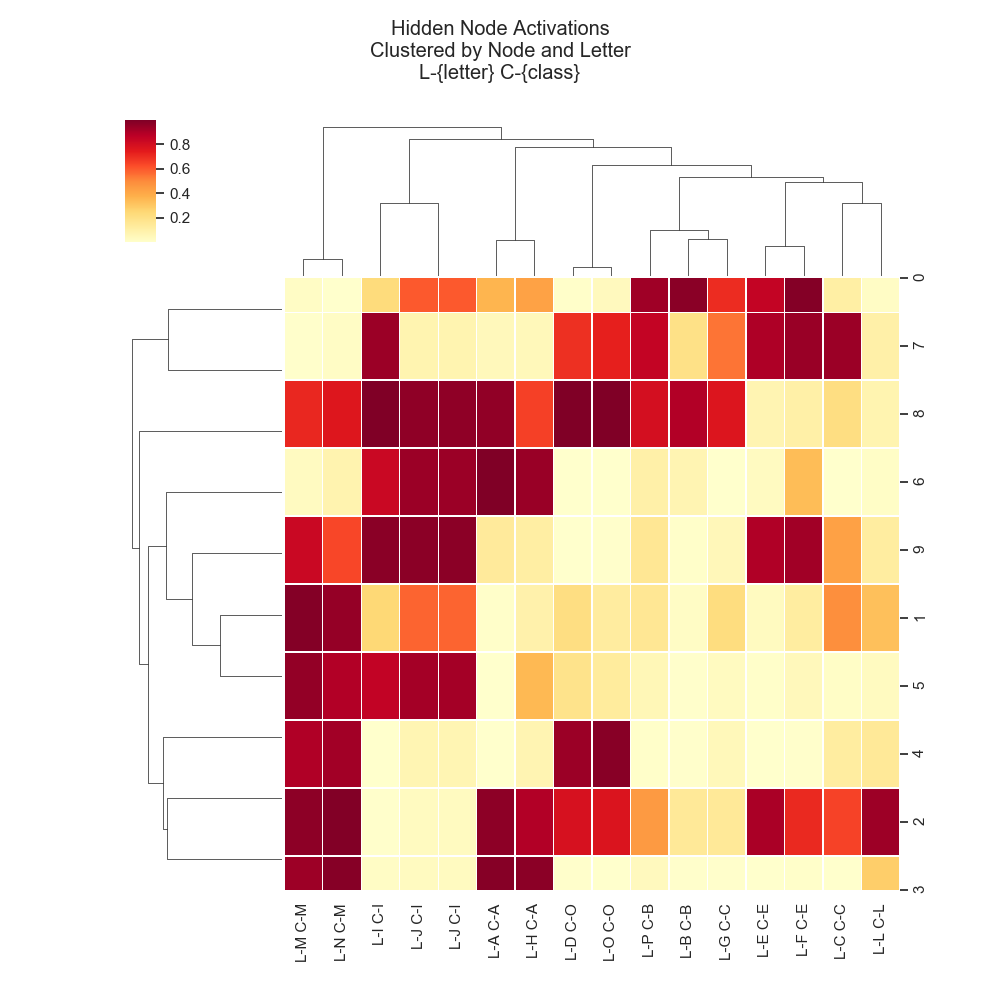 Hidden Node Activations
Clustered by Node and Letter
L-{letter} C-{class}
0.8
0.6
0.4
0.2
0
7
8
6
9
1
5
4
2
3
L-M C-M
L-N C-M
L-I C-I
L-J C-I
L-J C-I
L-A C-A
L-H C-A
L-D C-O
L-O C-O
L-P C-B
L-B C-B
L-G C-C
L-E C-E
L-F C-E
L-C C-C
L-L C-L